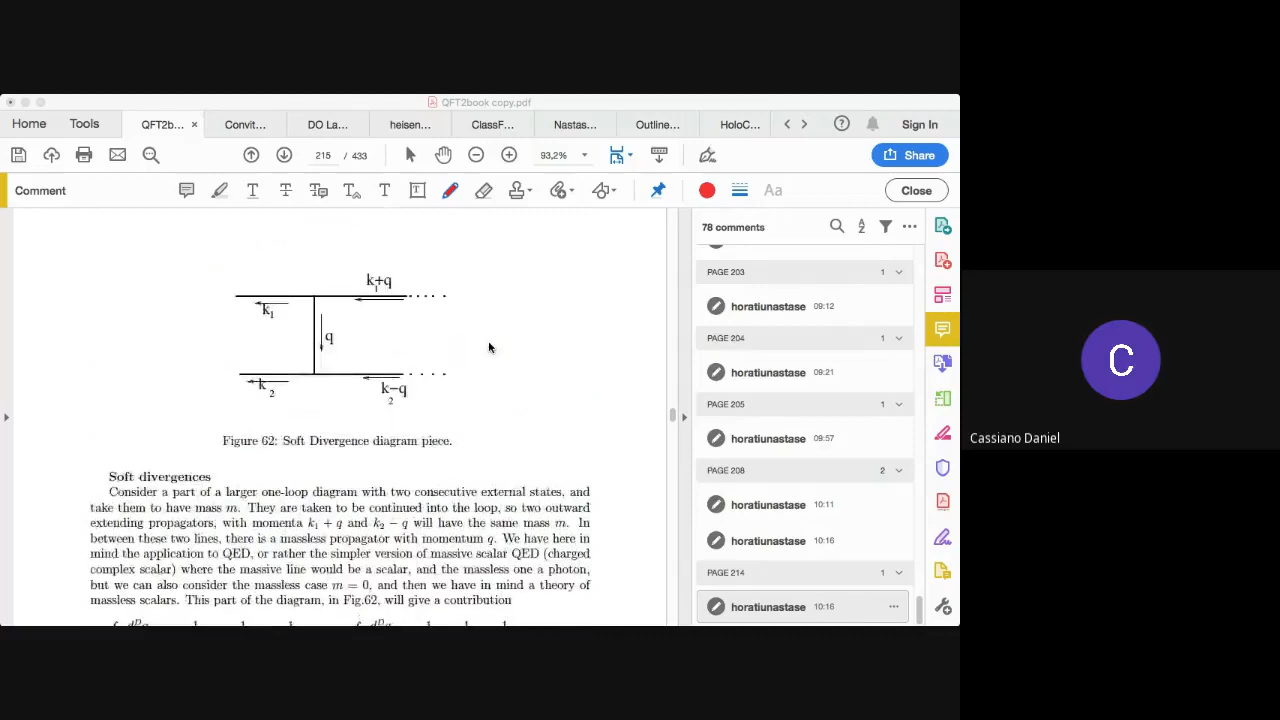 QFT2book copy.pdf
Home Tools QFT2b... × Convit... DO La... heisen... ClassF... Nastas... Outline... HoloC... Sign In
215 / 433 93,2% Share
Comment T T T T T T Aa Close
78 comments
PAGE 203 1
horatiunastase 09:12
PAGE 204 1
horatiunastase 09:21
PAGE 205 1
horatiunastase 09:57
PAGE 208 2
horatiunastase 10:11
horatiunastase 10:16
PAGE 214 1
horatiunastase 10:16 ...
k1+q
k1
q
k2
k2−q
Figure 62: Soft Divergence diagram piece.
Soft divergences
Consider a part of a larger one-loop diagram with two consecutive external states, and
take them to have mass m. They are taken to be continued into the loop, so two outward
extending propagators, with momenta k1 + q and k2 − q will have the same mass m. In
between these two lines, there is a massless propagator with momentum q. We have here in
mind the application to QED, or rather the simpler version of massive scalar QED (charged
complex scalar) where the massive line would be a scalar, and the massless one a photon,
but we can also consider the massless case m = 0, and then we have in mind a theory of
massless scalars. This part of the diagram, in Fig.62, will give a contribution
C
Cassiano Daniel